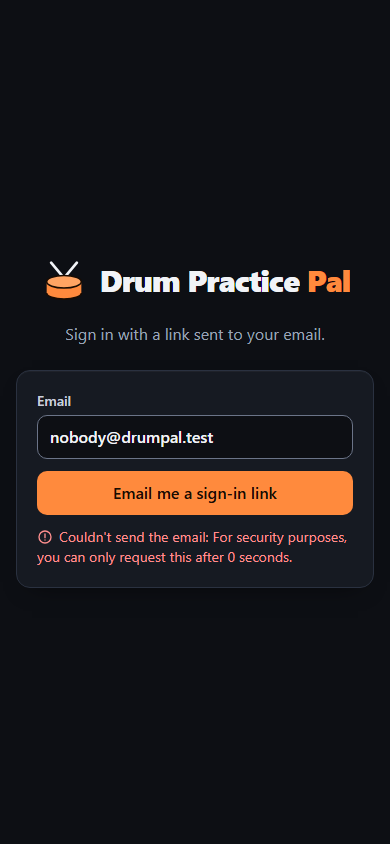 Drum Practice Pal
Sign in with a link sent to your email.
Email
nobody@drumpal.test
Email me a sign-in link
Couldn't send the email: For security purposes,
you can only request this after 0 seconds.